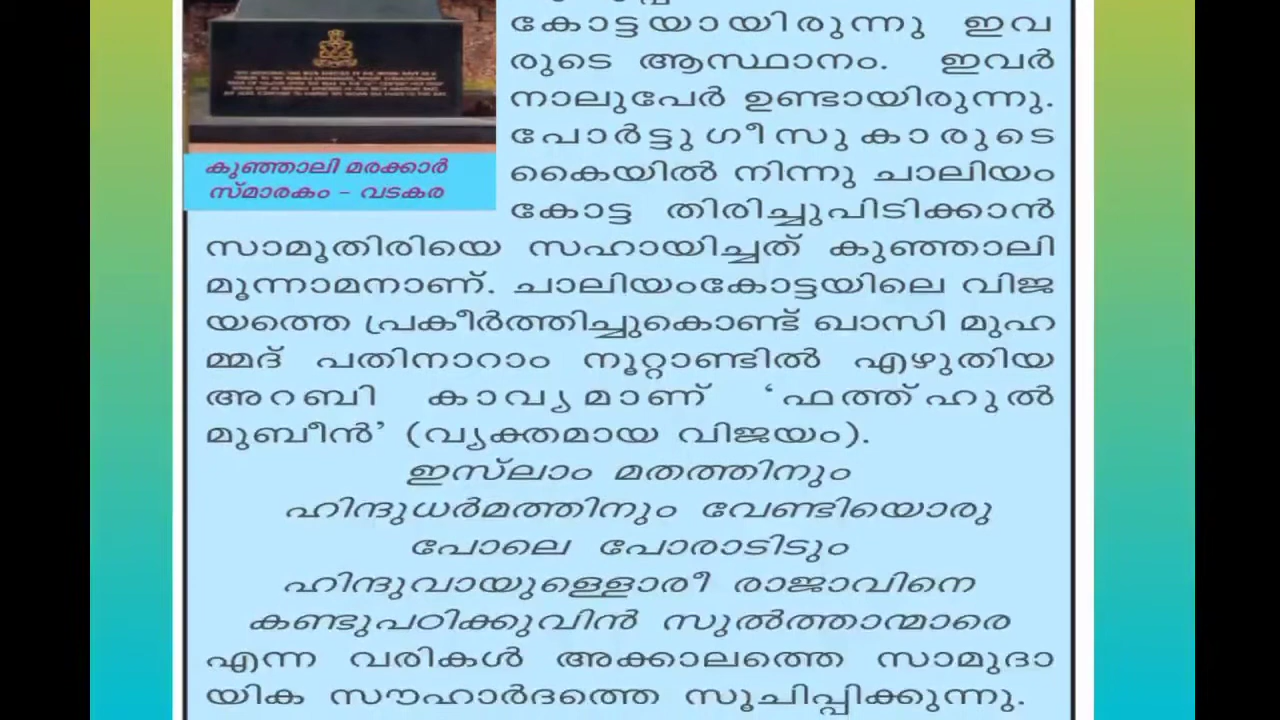 കോട്ടയായിരുന്നു ഇവ
രുടെ ആസ്ഥാനം. ഇവർ
നാലുപേർ ഉണ്ടായിരുന്നു.
പോർട്ടുഗീസുകാരുടെ
കൈയിൽ നിന്നു ചാലിയം
കോട്ട തിരിച്ചുപിടിക്കാൻ
കുഞ്ഞാലി മരക്കാർ
സ്മാരകം - വടകര
സാമൂതിരിയെ സഹായിച്ചത് കുഞ്ഞാലി
മൂന്നാമനാണ്. ചാലിയംകോട്ടയിലെ വിജ
യത്തെ പ്രകീർത്തിച്ചുകൊണ്ട് ഖാസി മുഹ
മ്മദ് പതിനാറാം നൂറ്റാണ്ടിൽ എഴുതിയ
അറബി കാവ്യമാണ് ‘ഫത്ത്ഹുൽ
മുബീൻ’ (വ്യക്തമായ വിജയം).
ഇസ്‌ലാം മതത്തിനും
ഹിന്ദുധർമത്തിനും വേണ്ടിയൊരു
പോലെ പോരാടിടും
ഹിന്ദുവായുള്ളൊരീ രാജാവിനെ
കണ്ടുപഠിക്കുവിൻ സുൽത്താന്മാരെ
എന്ന വരികൾ അക്കാലത്തെ സാമുദാ
യിക സൗഹാർദത്തെ സൂചിപ്പിക്കുന്നു.